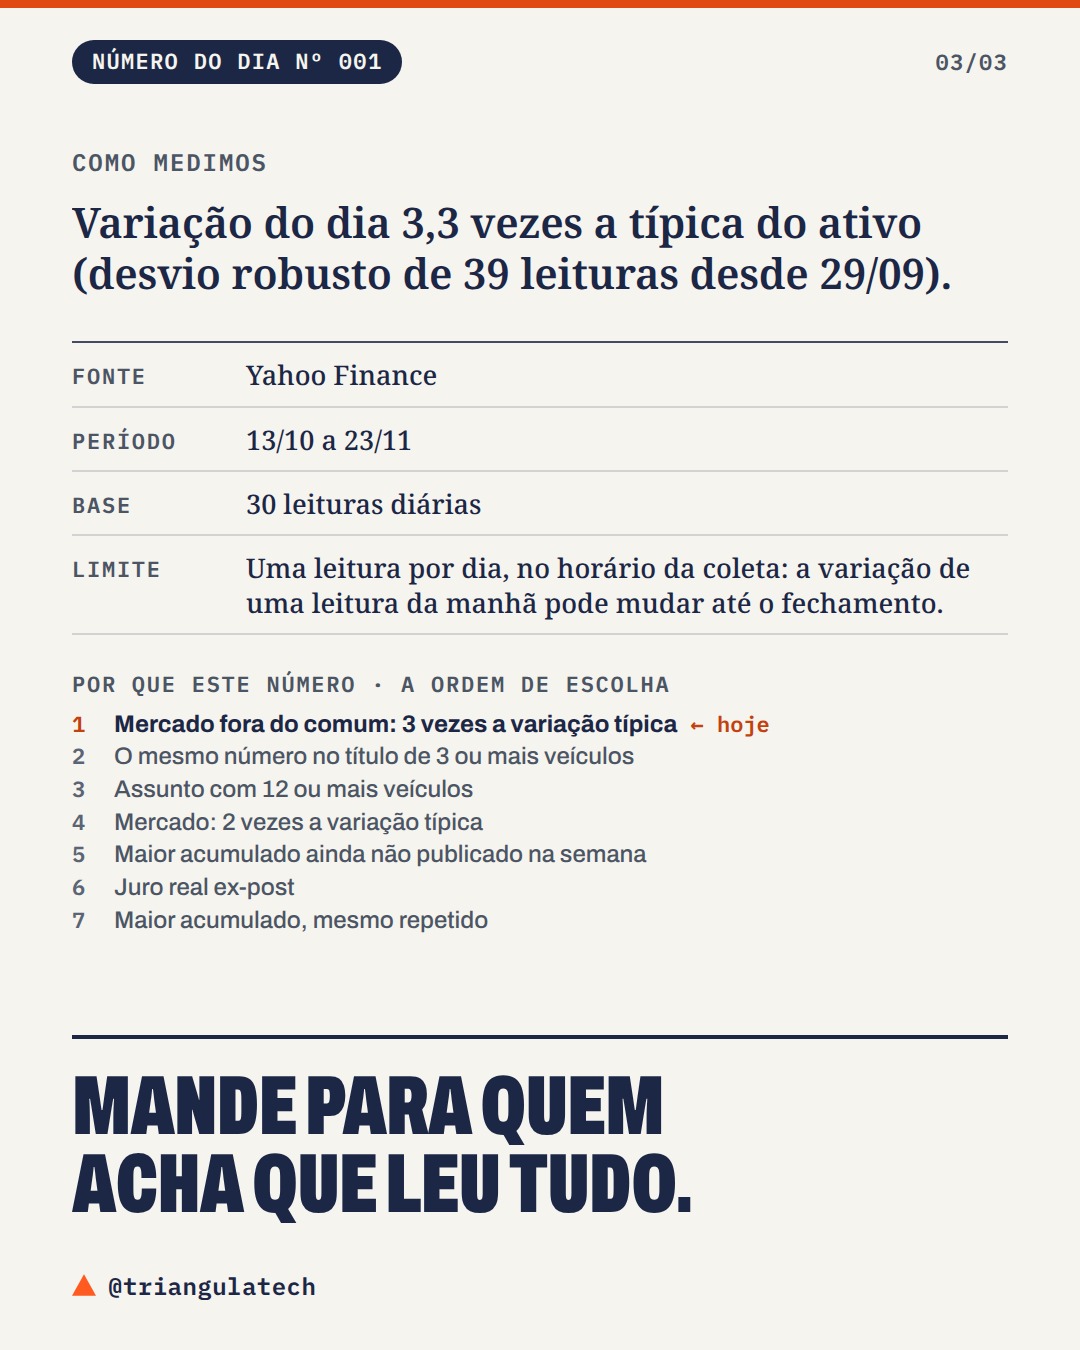 NÚMERO DO DIA Nº 001
03/03
COMO MEDIMOS
Variação do dia 3,3 vezes a típica do ativo
(desvio robusto de 39 leituras desde 29/09).
FONTE Yahoo Finance
PERÍODO 13/10 a 23/11
BASE 30 leituras diárias
LIMITE Uma leitura por dia, no horário da coleta: a variação de
uma leitura da manhã pode mudar até o fechamento.
POR QUE ESTE NÚMERO · A ORDEM DE ESCOLHA
1 Mercado fora do comum: 3 vezes a variação típica ← hoje
2 O mesmo número no título de 3 ou mais veículos
3 Assunto com 12 ou mais veículos
4 Mercado: 2 vezes a variação típica
5 Maior acumulado ainda não publicado na semana
6 Juro real ex-post
7 Maior acumulado, mesmo repetido
MANDE PARA QUEM
ACHA QUE LEU TUDO.
@triangulatech